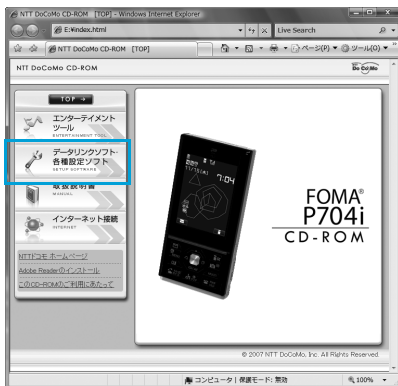 NTT DoCoMo CD-ROM [TOP] - Windows Internet Explorer
E:¥index.html
Live Search
NTT DoCoMo CD-ROM [TOP]
ページ(P)
ツール(O)
NTT DoCoMo CD-ROM
DoCoMo
TOP →
エンターテイメント
ツール
ENTERTAINMENT TOOL
データリンクソフト・
各種設定ソフト
SETUP SOFTWARE
取扱説明書
MANUAL
インターネット接続
INTERNET
NTTドコモ ホームページ
Adobe Readerのインストール
このCD-ROMのご利用にあたって
11/15(木)
7:04
FOMA®
P704i
CD-ROM
© 2007 NTT DoCoMo, Inc. All Rights Reserved.
コンピュータ | 保護モード: 無効
100%